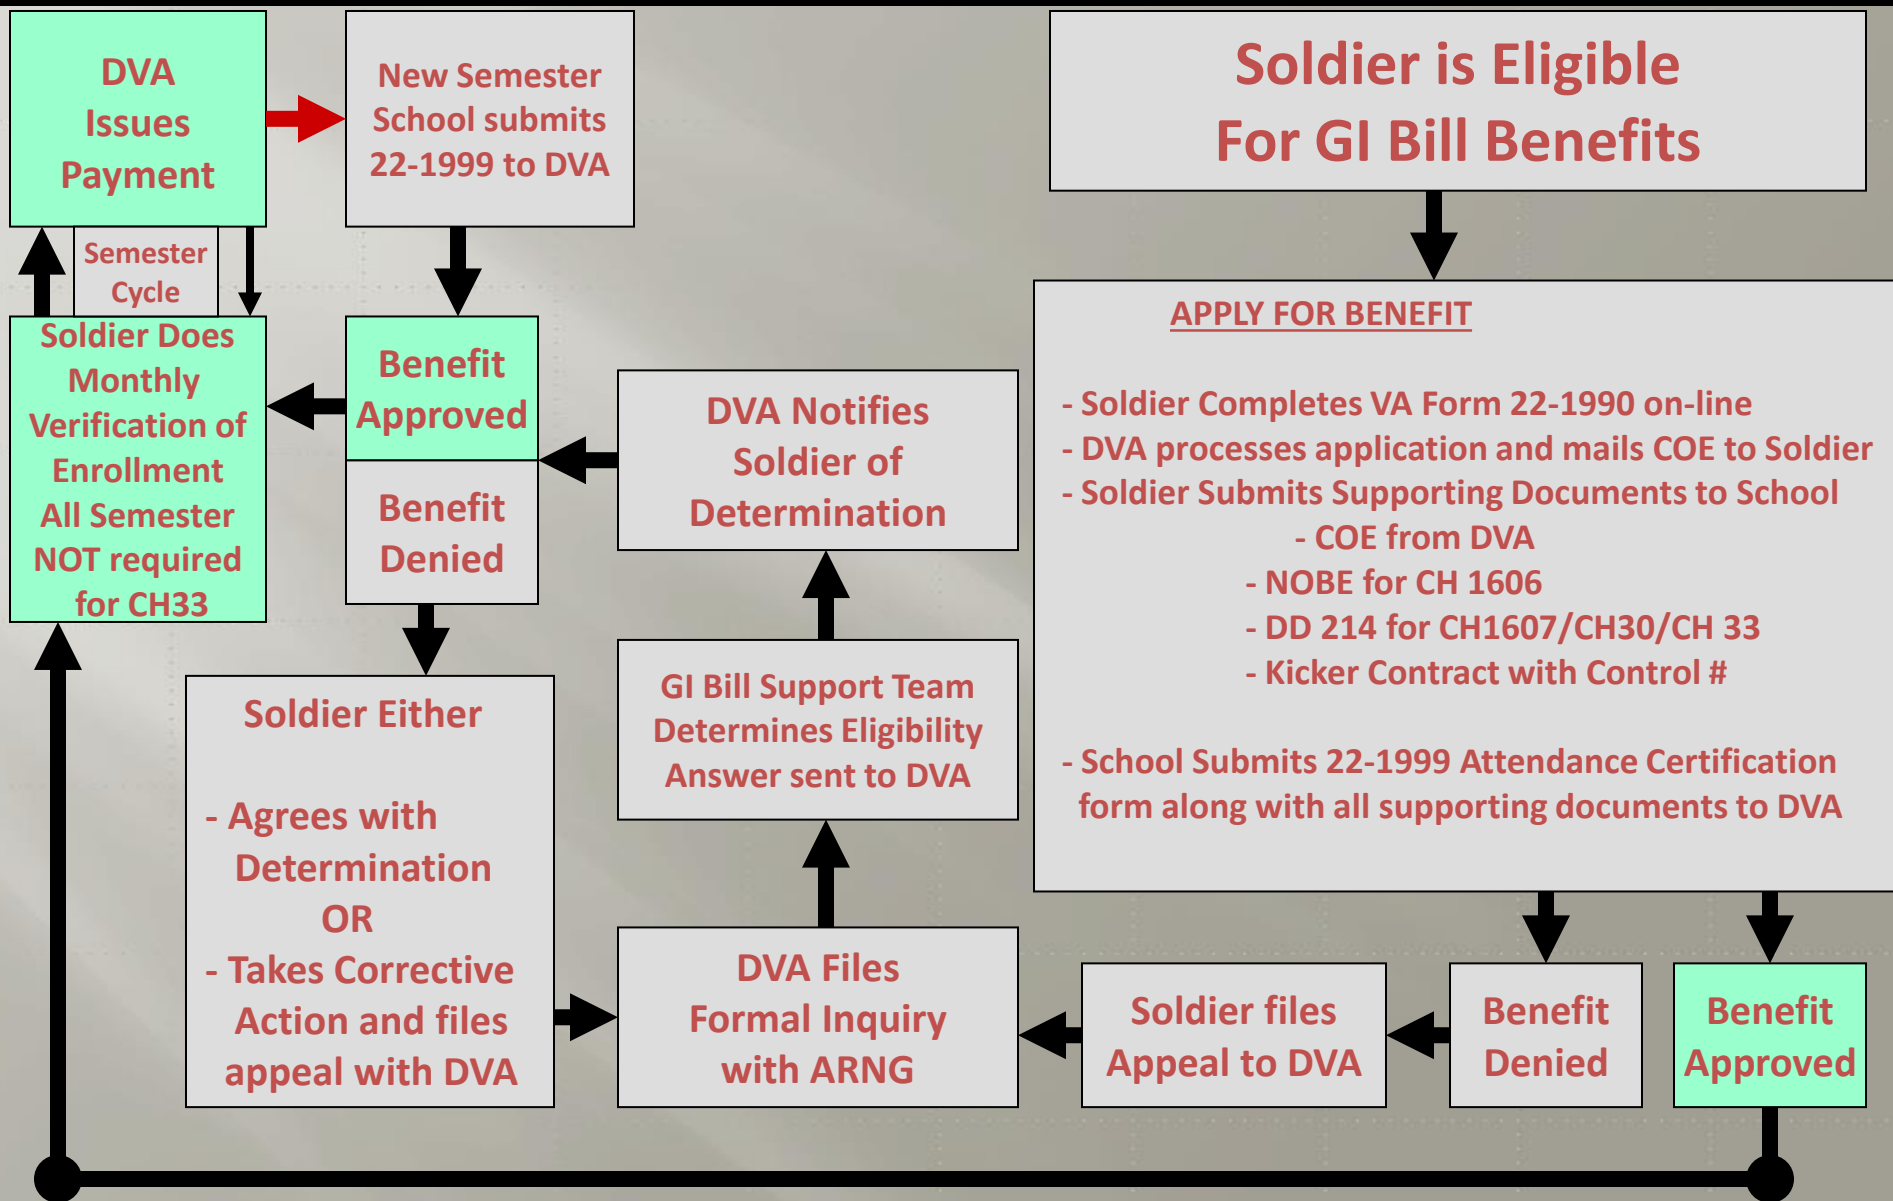 DVA
Issues
Payment
New Semester
School submits
22-1999 to DVA
Soldier is Eligible
For GI Bill Benefits
Semester
Cycle
Soldier Does
Monthly
Verification of
Enrollment
All Semester
NOT required
for CH33
Benefit
Approved
Benefit
Denied
DVA Notifies
Soldier of
Determination
APPLY FOR BENEFIT
- Soldier Completes VA Form 22-1990 on-line
- DVA processes application and mails COE to Soldier
- Soldier Submits Supporting Documents to School
- COE from DVA
- NOBE for CH 1606
- DD 214 for CH1607/CH30/CH 33
- Kicker Contract with Control #
- School Submits 22-1999 Attendance Certification
form along with all supporting documents to DVA
GI Bill Support Team
Determines Eligibility
Answer sent to DVA
Soldier Either
- Agrees with
Determination
OR
- Takes Corrective
Action and files
appeal with DVA
DVA Files
Formal Inquiry
with ARNG
Soldier files
Appeal to DVA
Benefit
Denied
Benefit
Approved